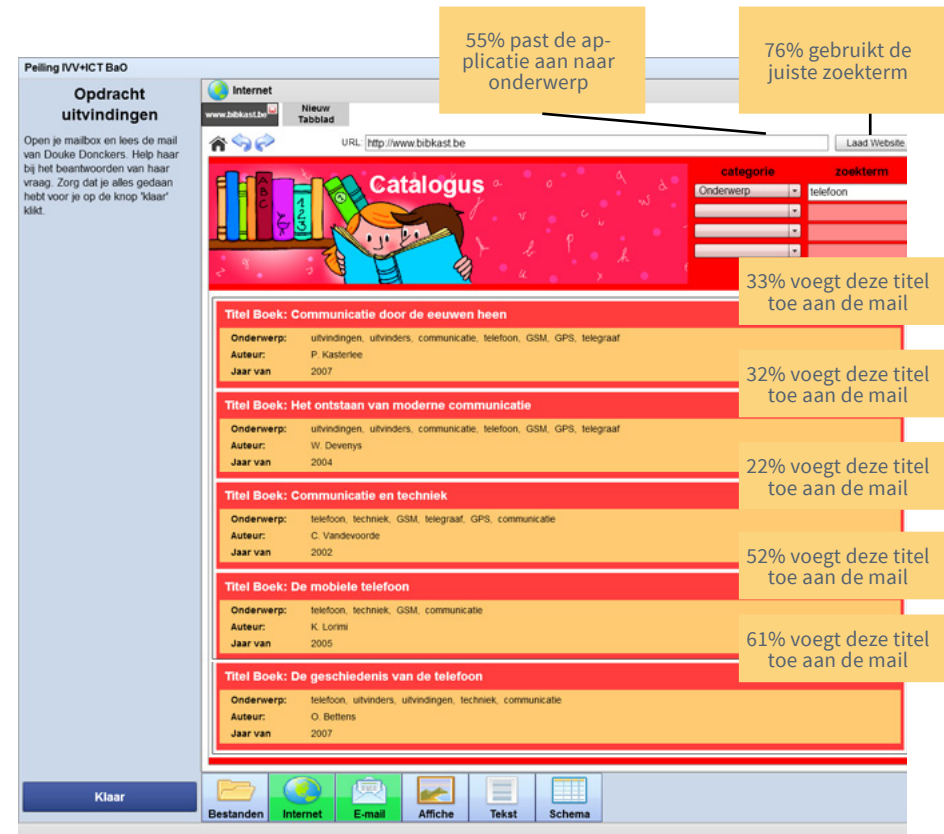 55% past de ap-
plicatie aan naar
onderwerp
76% gebruikt de
juiste zoekterm
Peiling IVV+ICT BaO
Opdracht
uitvindingen
Open je mailbox en lees de mail
van Douke Donckers. Help haar
bij het beantwoorden van haar
vraag. Zorg dat je alles gedaan
hebt voor je op de knop 'klaar'
klikt.
Internet
www.bibkast.be
Nieuw
Tabblad
URL: http://www.bibkast.be
Laad Website
Catalogus
categorie zoekterm
Onderwerp telefoon
A
B
C
1
2
3
33% voegt deze titel
toe aan de mail
Titel Boek: Communicatie door de eeuwen heen
Onderwerp: uitvindingen, uitvinders, communicatie, telefoon, GSM, GPS, telegraaf
Auteur: P. Kasterlee
Jaar van 2007
32% voegt deze titel
toe aan de mail
Titel Boek: Het ontstaan van moderne communicatie
Onderwerp: uitvindingen, uitvinders, communicatie, telefoon, GSM, GPS, telegraaf
Auteur: W. Devenys
Jaar van 2004
22% voegt deze titel
toe aan de mail
Titel Boek: Communicatie en techniek
Onderwerp: telefoon, techniek, GSM, telegraaf, GPS, communicatie
Auteur: C. Vandevoorde
Jaar van 2002
52% voegt deze titel
toe aan de mail
Titel Boek: De mobiele telefoon
Onderwerp: telefoon, techniek, GSM, communicatie
Auteur: K. Lorimi
Jaar van 2005
61% voegt deze titel
toe aan de mail
Titel Boek: De geschiedenis van de telefoon
Onderwerp: telefoon, uitvinders, uitvindingen, techniek, communicatie
Auteur: O. Bettens
Jaar van 2007
Klaar
Bestanden Internet E-mail Affiche Tekst Schema